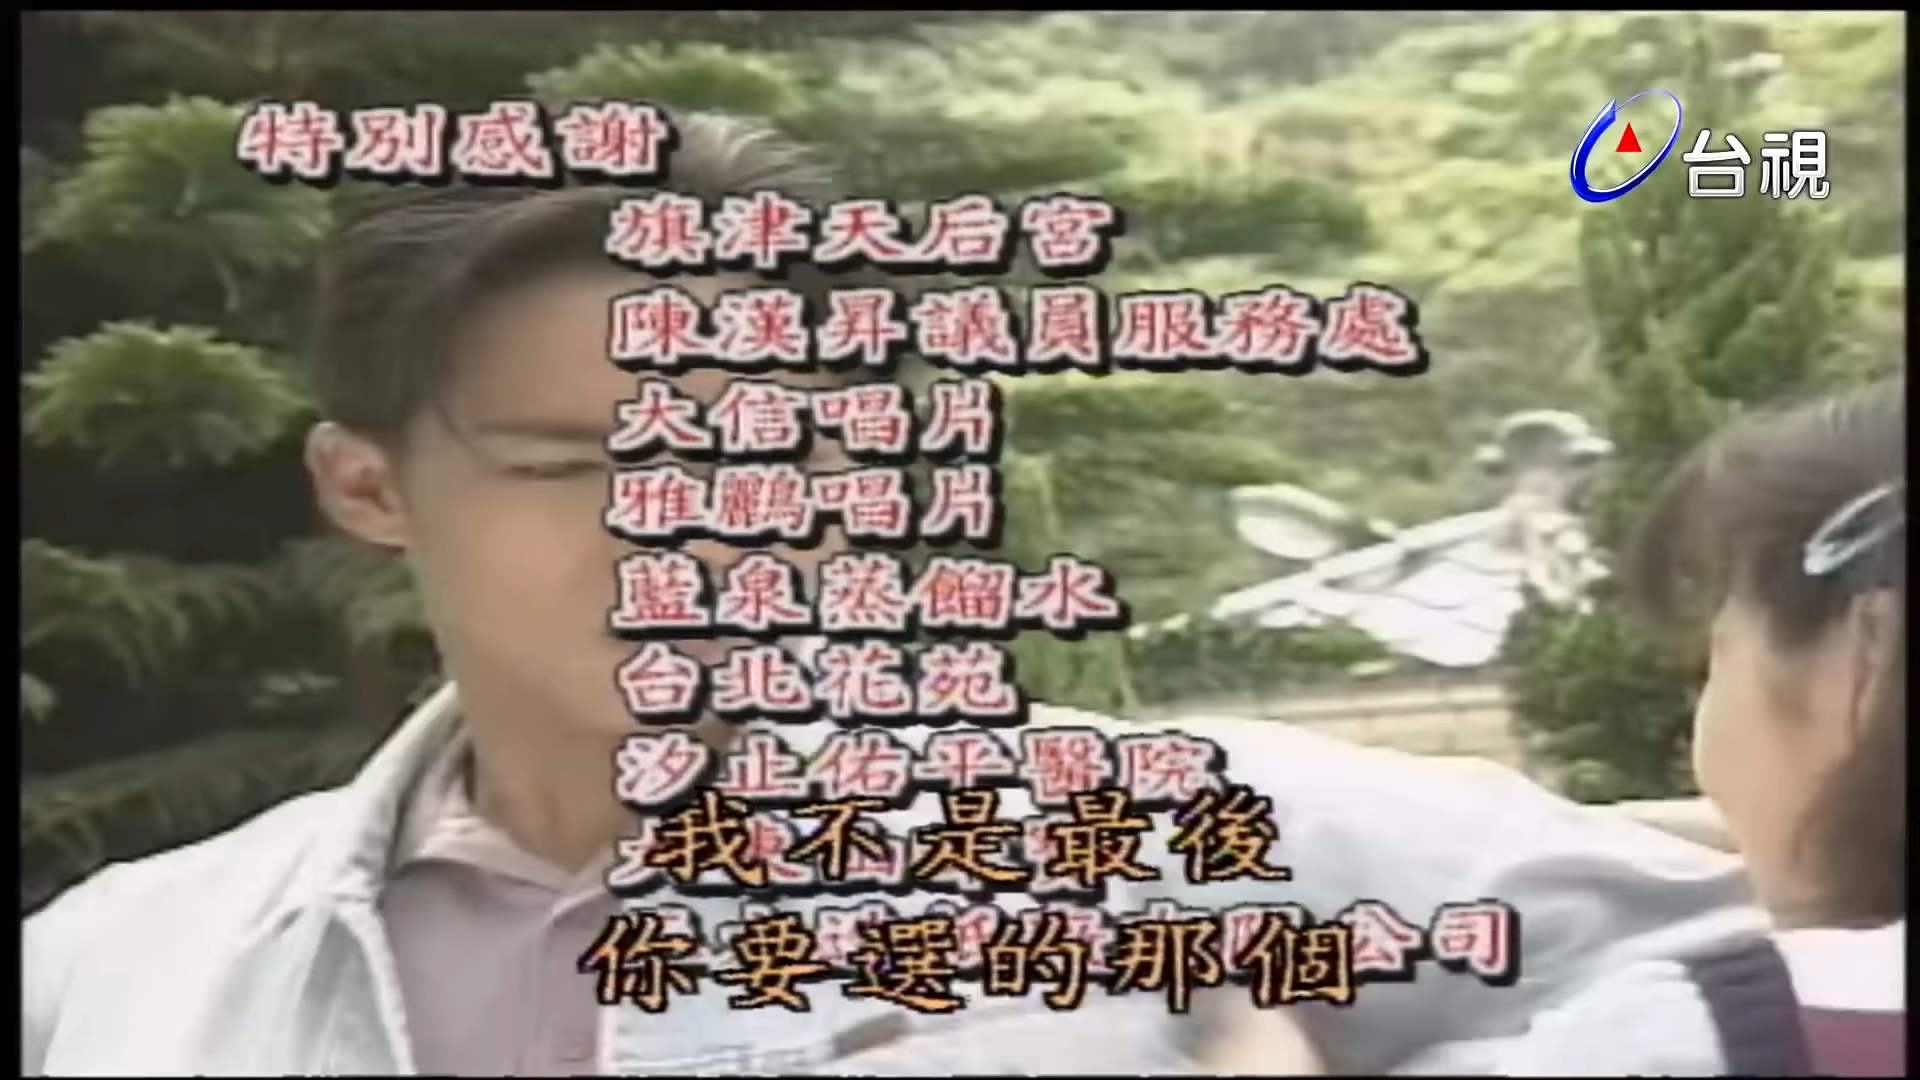 台視
特別感謝
旗津天后宮
陳漢昇議員服務處
大信唱片
雅鸝唱片
藍泉蒸餾水
台北花苑
汐止佑平醫院
我不是最後
公司
你要選的那個